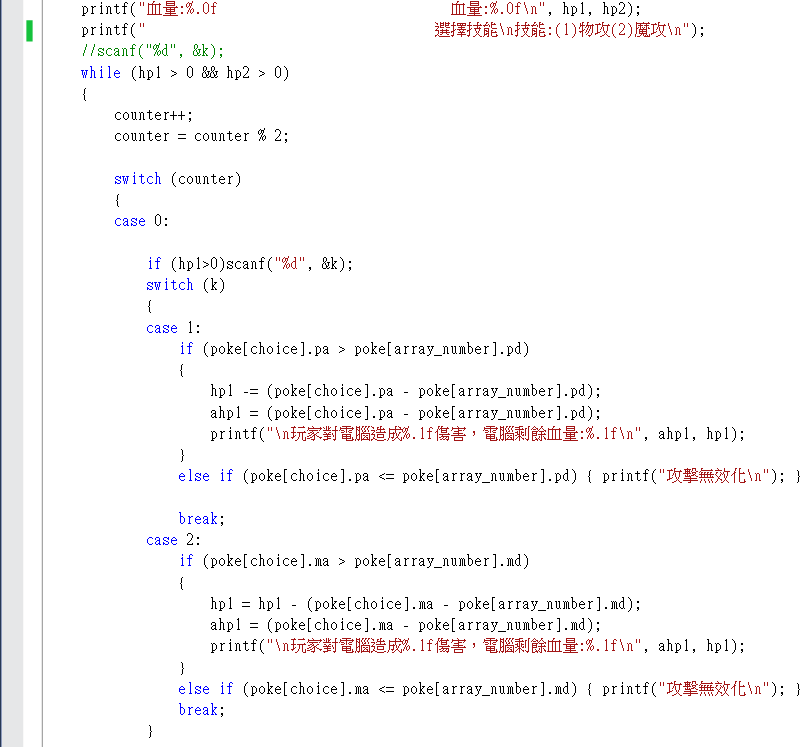 printf("血量:%.0f                             血量:%.0f\n", hp1, hp2);
printf("                                    選擇技能\n技能:(1)物攻(2)魔攻\n");
//scanf("%d", &k);
while (hp1 > 0 && hp2 > 0)
{
    counter++;
    counter = counter % 2;

    switch (counter)
    {
    case 0:

        if (hp1>0)scanf("%d", &k);
        switch (k)
        {
        case 1:
            if (poke[choice].pa > poke[array_number].pd)
            {
                hp1 -= (poke[choice].pa - poke[array_number].pd);
                ahp1 = (poke[choice].pa - poke[array_number].pd);
                printf("\n玩家對電腦造成%.1f傷害，電腦剩餘血量:%.1f\n", ahp1, hp1);
            }
            else if (poke[choice].pa <= poke[array_number].pd) { printf("攻擊無效化\n"); }

            break;
        case 2:
            if (poke[choice].ma > poke[array_number].md)
            {
                hp1 = hp1 - (poke[choice].ma - poke[array_number].md);
                ahp1 = (poke[choice].ma - poke[array_number].md);
                printf("\n玩家對電腦造成%.1f傷害，電腦剩餘血量:%.1f\n", ahp1, hp1);
            }
            else if (poke[choice].ma <= poke[array_number].md) { printf("攻擊無效化\n"); }
            break;
        }